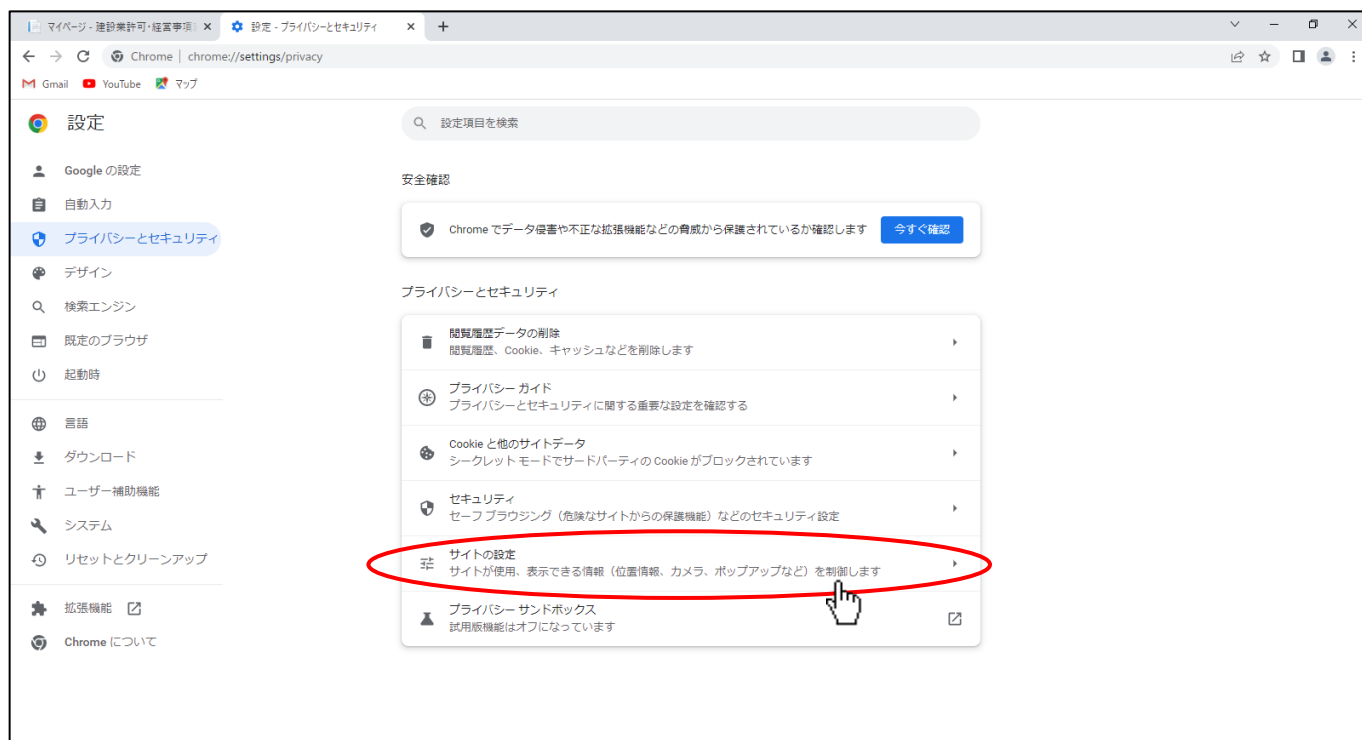 マイページ - 建設業許可・経営事項
設定 - プライバシーとセキュリティ
Chrome | chrome://settings/privacy
Gmail
YouTube
マップ
設定
設定項目を検索
Google の設定
自動入力
プライバシーとセキュリティ
デザイン
検索エンジン
既定のブラウザ
起動時
言語
ダウンロード
ユーザー補助機能
システム
リセットとクリーンアップ
拡張機能
Chrome について
安全確認
Chrome でデータ侵害や不正な拡張機能などの脅威から保護されているか確認します
今すぐ確認
プライバシーとセキュリティ
閲覧履歴データの削除
閲覧履歴、Cookie、キャッシュなどを削除します
プライバシー ガイド
プライバシーとセキュリティに関する重要な設定を確認する
Cookie と他のサイトデータ
シークレット モードでサードパーティの Cookie がブロックされています
セキュリティ
セーフ ブラウジング（危険なサイトからの保護機能）などのセキュリティ設定
サイトの設定
サイトが使用、表示できる情報（位置情報、カメラ、ポップアップなど）を制御します
プライバシー サンドボックス
試用版機能はオフになっています